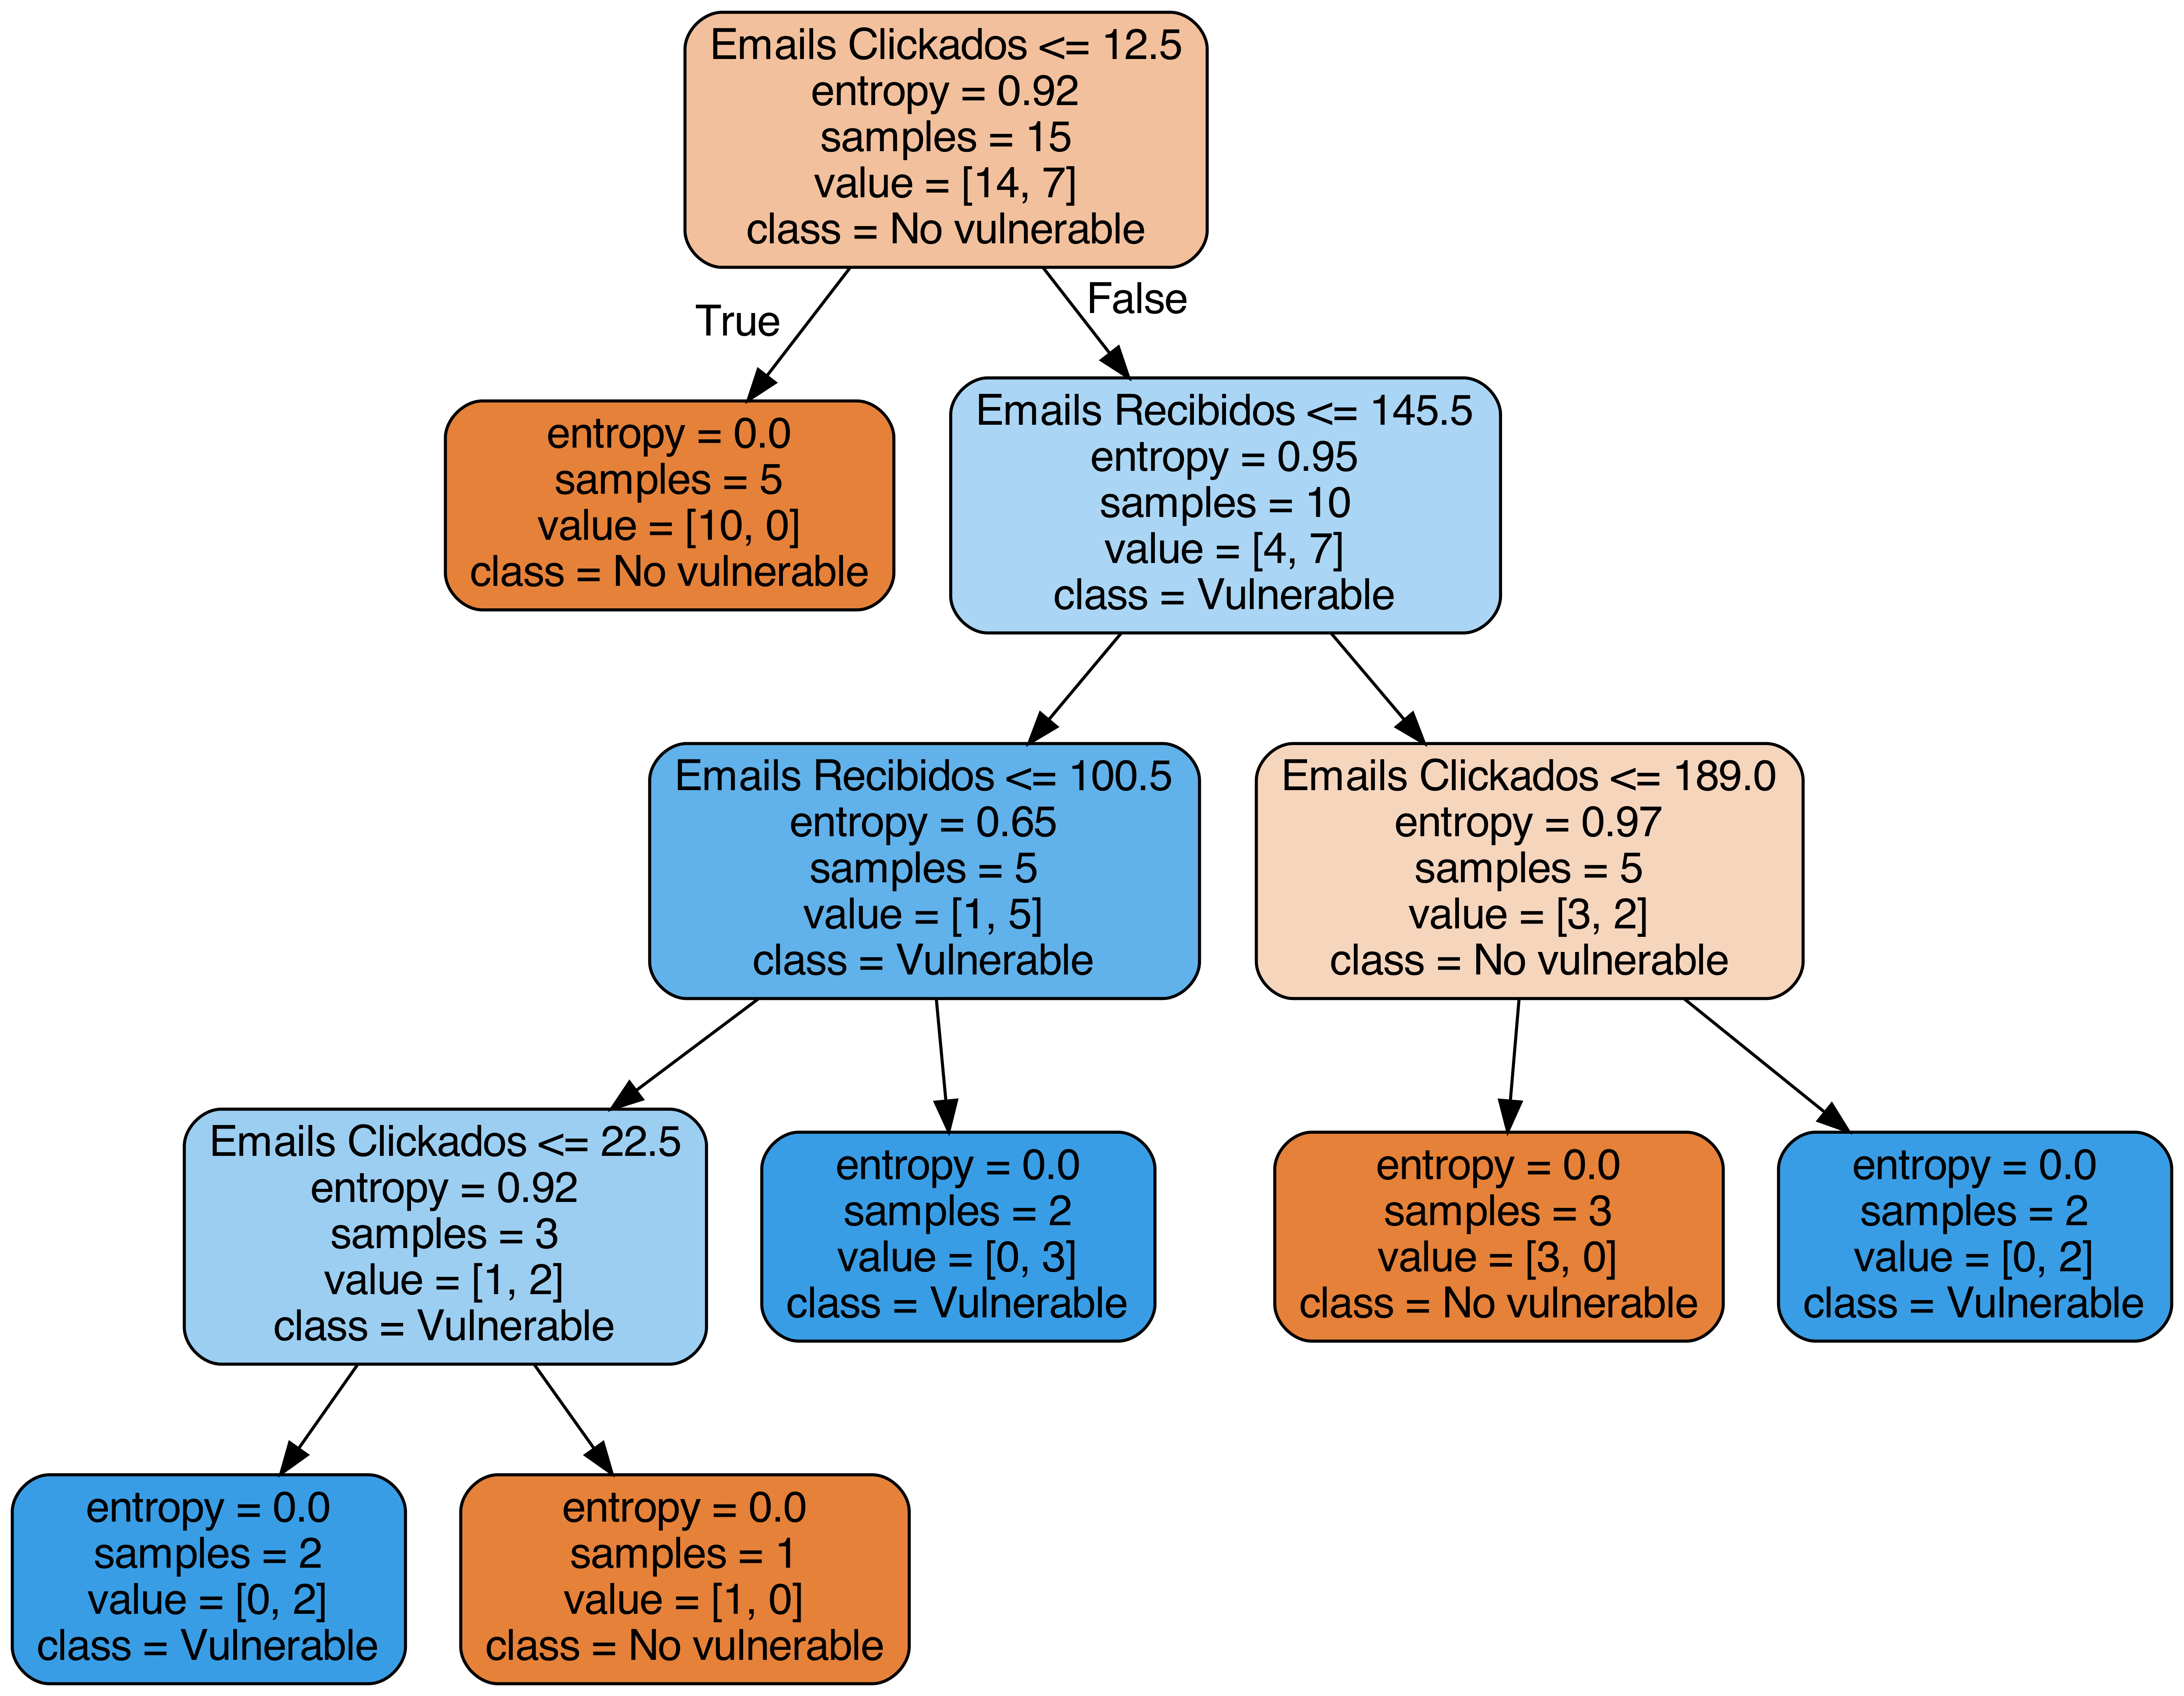 Emails Clickados <= 12.5
entropy = 0.92
samples = 15
value = [14, 7]
class = No vulnerable
True
False
entropy = 0.0
samples = 5
value = [10, 0]
class = No vulnerable
Emails Recibidos <= 145.5
entropy = 0.95
samples = 10
value = [4, 7]
class = Vulnerable
Emails Recibidos <= 100.5
entropy = 0.65
samples = 5
value = [1, 5]
class = Vulnerable
Emails Clickados <= 189.0
entropy = 0.97
samples = 5
value = [3, 2]
class = No vulnerable
Emails Clickados <= 22.5
entropy = 0.92
samples = 3
value = [1, 2]
class = Vulnerable
entropy = 0.0
samples = 2
value = [0, 3]
class = Vulnerable
entropy = 0.0
samples = 3
value = [3, 0]
class = No vulnerable
entropy = 0.0
samples = 2
value = [0, 2]
class = Vulnerable
entropy = 0.0
samples = 2
value = [0, 2]
class = Vulnerable
entropy = 0.0
samples = 1
value = [1, 0]
class = No vulnerable